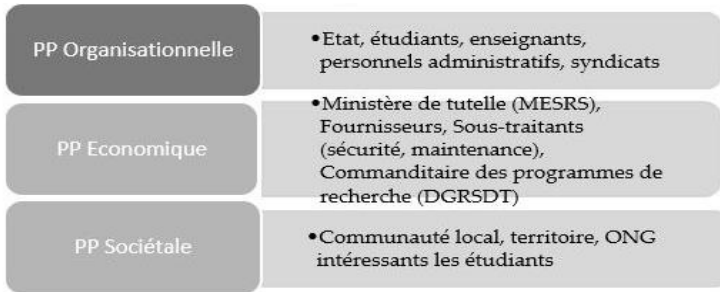 PP Organisationnelle
•Etat, étudiants, enseignants,
personnels administratifs, syndicats
PP Economique
•Ministère de tutelle (MESRS),
Fournisseurs, Sous-traitants
(sécurité, maintenance),
Commanditaire des programmes de
recherche (DGRSDT)
PP Sociétale
•Communauté local, territoire, ONG
intéressants les étudiants